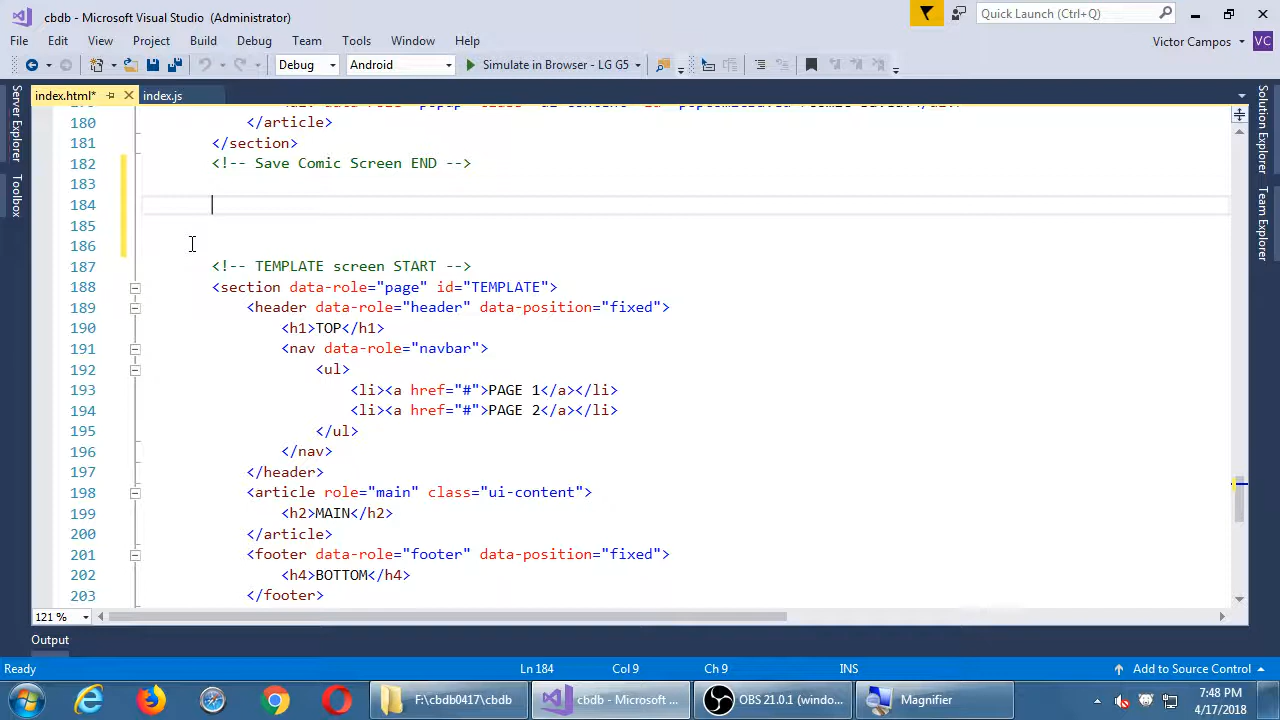 cbdb - Microsoft Visual Studio (Administrator)
Quick Launch (Ctrl+Q)
File Edit View Project Build Debug Team Tools Window Help
Victor Campos VC
Debug Android Simulate in Browser - LG G5
index.html* index.js
Server Explorer
Toolbox
Solution Explorer
Team Explorer
180 </article>
181 </section>
182 <!-- Save Comic Screen END -->
183
184
185
186
187 <!-- TEMPLATE screen START -->
188 <section data-role="page" id="TEMPLATE">
189 <header data-role="header" data-position="fixed">
190 <h1>TOP</h1>
191 <nav data-role="navbar">
192 <ul>
193 <li><a href="#">PAGE 1</a></li>
194 <li><a href="#">PAGE 2</a></li>
195 </ul>
196 </nav>
197 </header>
198 <article role="main" class="ui-content">
199 <h2>MAIN</h2>
200 </article>
201 <footer data-role="footer" data-position="fixed">
202 <h4>BOTTOM</h4>
203 </footer>
121 %
Output
Ready Ln 184 Col 9 Ch 9 INS Add to Source Control
F:\cbdb0417\cbdb cbdb - Microsoft ... OBS 21.0.1 (windo... Magnifier
7:48 PM
4/17/2018